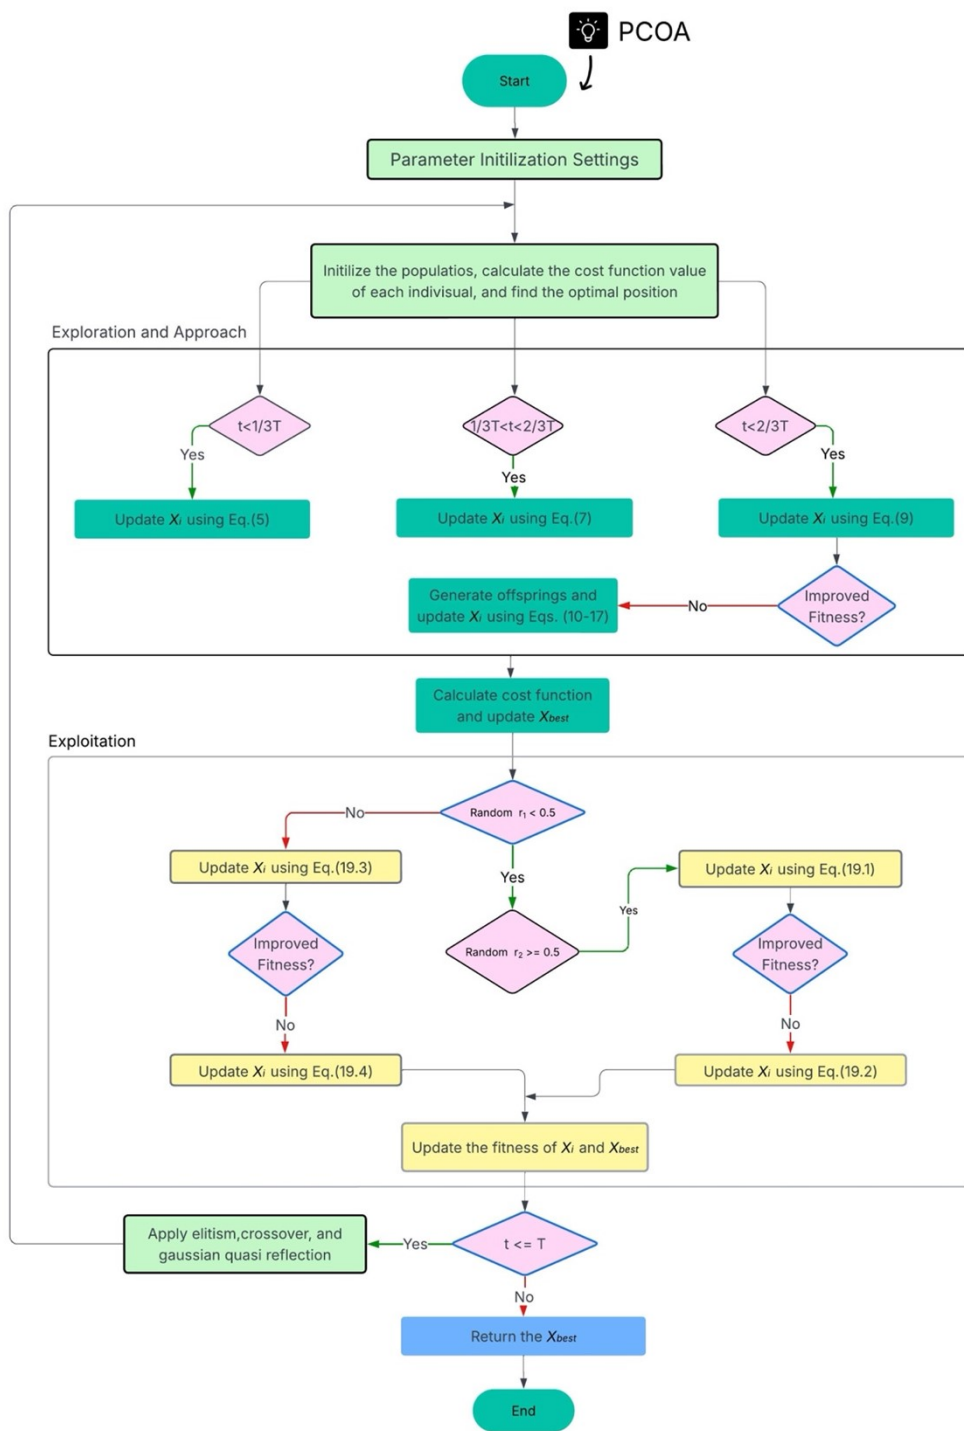 PCOA
Start
Parameter Initilization Settings
Initilize the populatios, calculate the cost function value
of each indivisual, and find the optimal position
Exploration and Approach
t<1/3T
1/3T<t<2/3T
t<2/3T
Yes
Yes
Yes
Update Xi using Eq.(5)
Update Xi using Eq.(7)
Update Xi using Eq.(9)
Generate offsprings and
update Xi using Eqs. (10-17)
No
Improved
Fitness?
Calculate cost function
and update Xbest
Exploitation
No
Random r1 < 0.5
Update Xi using Eq.(19.3)
Yes
Update Xi using Eq.(19.1)
Yes
Improved
Fitness?
Random r2 >= 0.5
Improved
Fitness?
No
No
Update Xi using Eq.(19.4)
Update Xi using Eq.(19.2)
Update the fitness of Xi and Xbest
Apply elitism,crossover, and
gaussian quasi reflection
Yes
t <= T
No
Return the Xbest
End